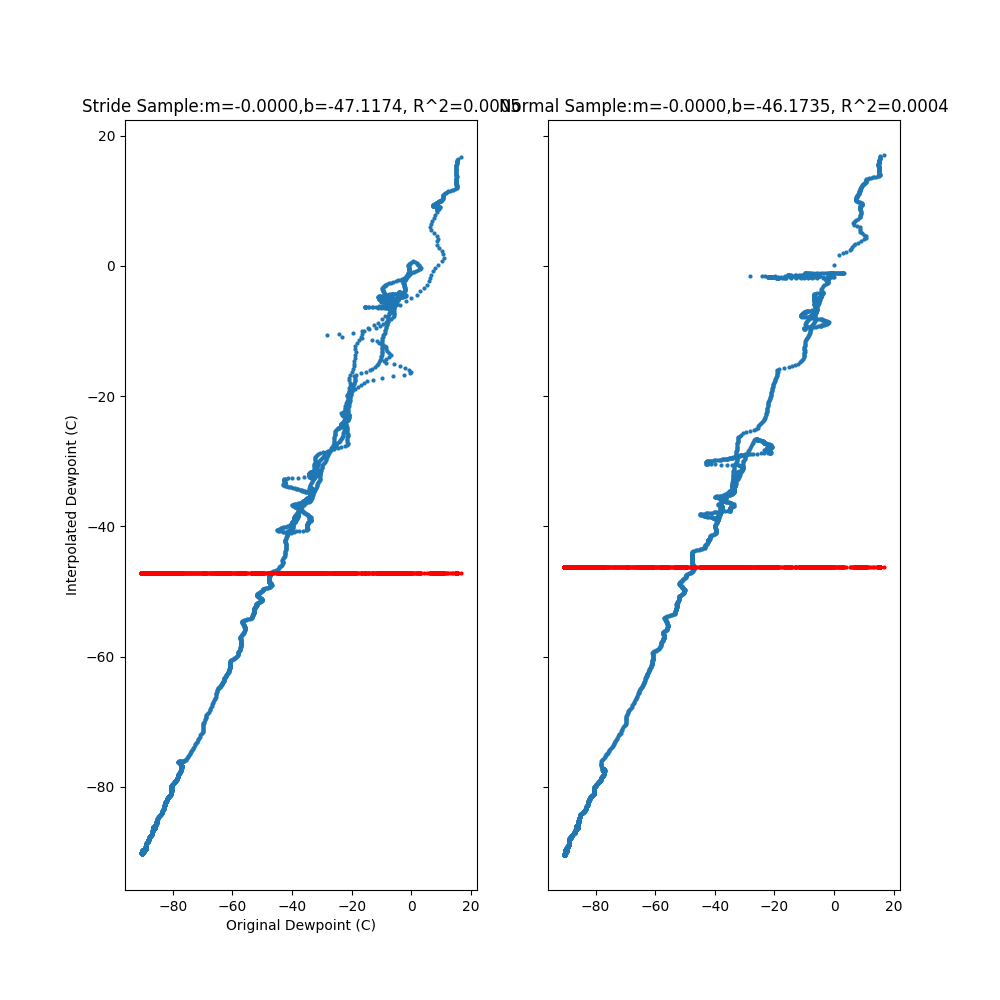 Stride Sample:m=-0.0000,b=-47.1174, R^2=0.0005
Normal Sample:m=-0.0000,b=-46.1735, R^2=0.0004
20
0
−20
−40
−60
−80
Interpolated Dewpoint (C)
−80 −60 −40 −20 0 20
−80 −60 −40 −20 0 20
Original Dewpoint (C)